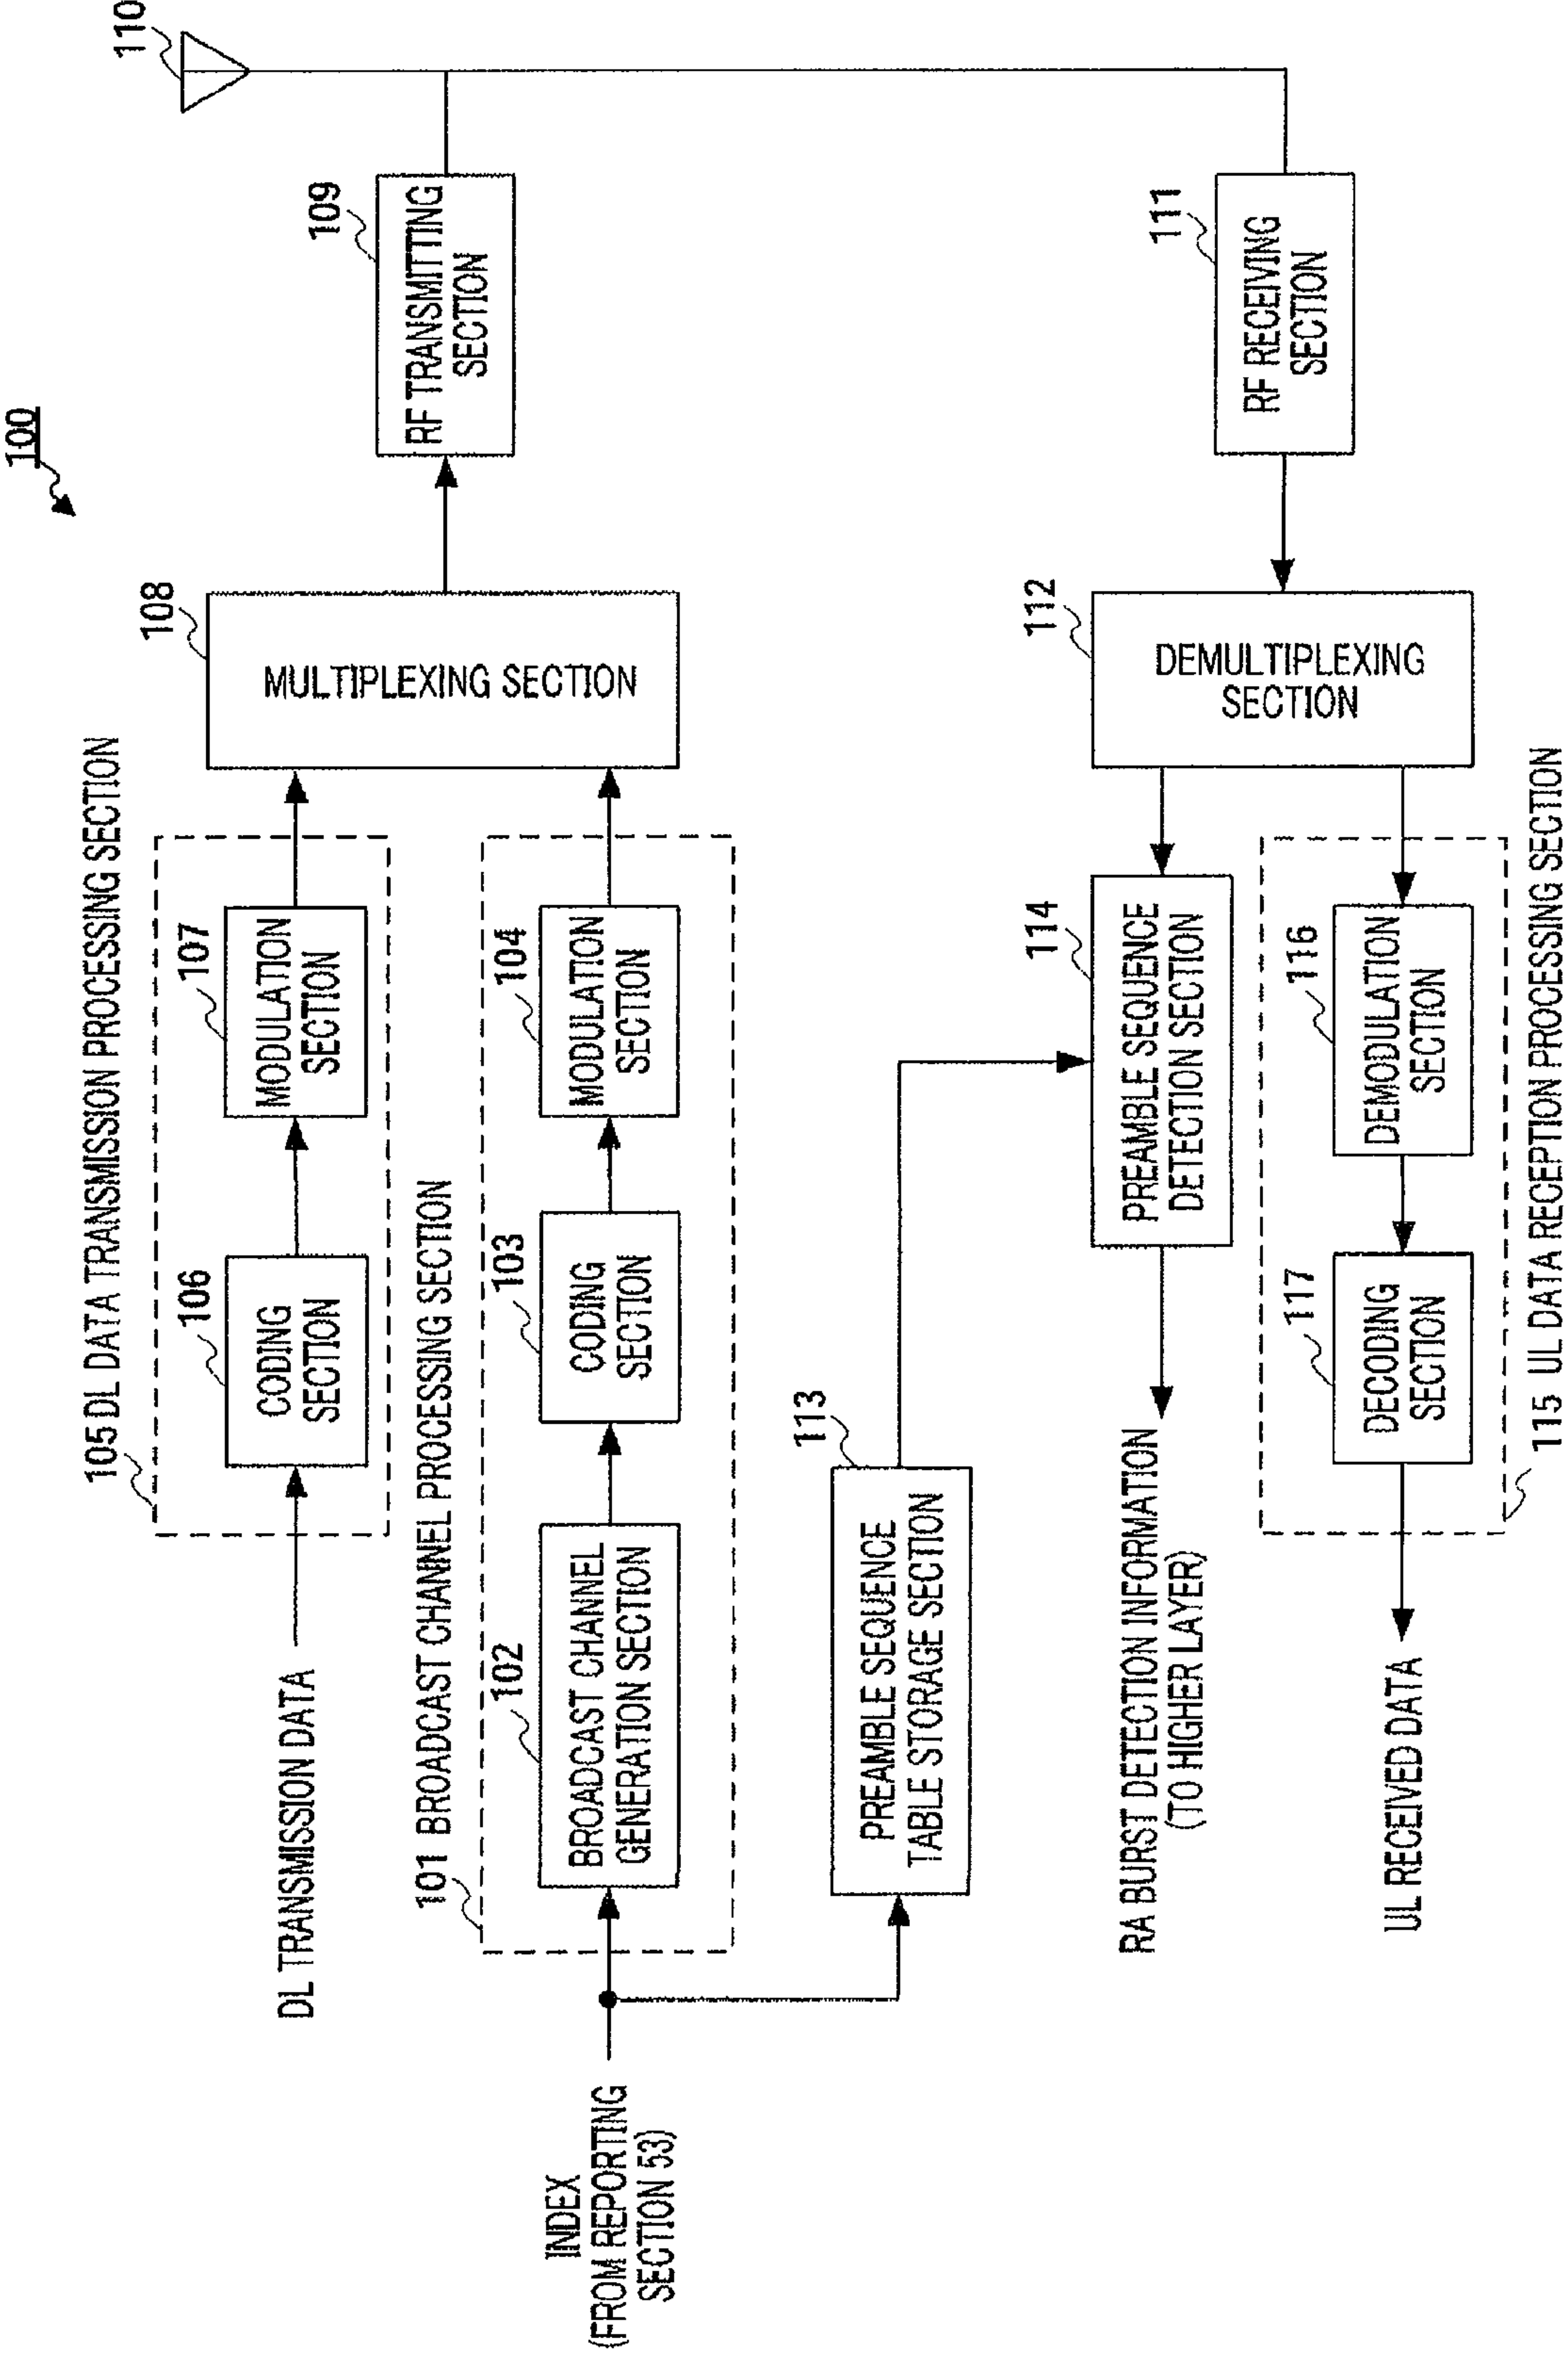 100
110
105 DL DATA TRANSMISSION PROCESSING SECTION
DL TRANSMISSION DATA
106
CODING
SECTION
107
MODULATION
SECTION
108
MULTIPLEXING SECTION
109
RF TRANSMITTING
SECTION
101 BROADCAST CHANNEL PROCESSING SECTION
INDEX
(FROM REPORTING
SECTION 53)
102
BROADCAST CHANNEL
GENERATION SECTION
103
CODING
SECTION
104
MODULATION
SECTION
113
PREAMBLE SEQUENCE
TABLE STORAGE SECTION
114
PREAMBLE SEQUENCE
DETECTION SECTION
112
DEMULTIPLEXING
SECTION
111
RF RECEIVING
SECTION
RA BURST DETECTION INFORMATION
(TO HIGHER LAYER)
UL RECEIVED DATA
117
DECODING
SECTION
116
DEMODULATION
SECTION
115 UL DATA RECEPTION PROCESSING SECTION